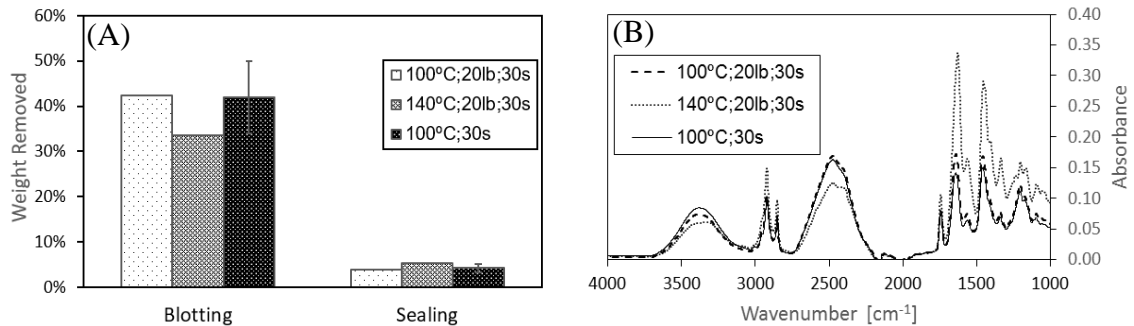 (A)
Weight Removed
60%
50%
40%
30%
20%
10%
0%
Blotting
Sealing
100ºC;20lb;30s
140ºC;20lb;30s
100ºC;30s
(B)
100ºC;20lb;30s
140ºC;20lb;30s
100ºC;30s
Absorbance
0.40
0.35
0.30
0.25
0.20
0.15
0.10
0.05
0.00
4000 3500 3000 2500 2000 1500 1000
Wavenumber [cm⁻¹]